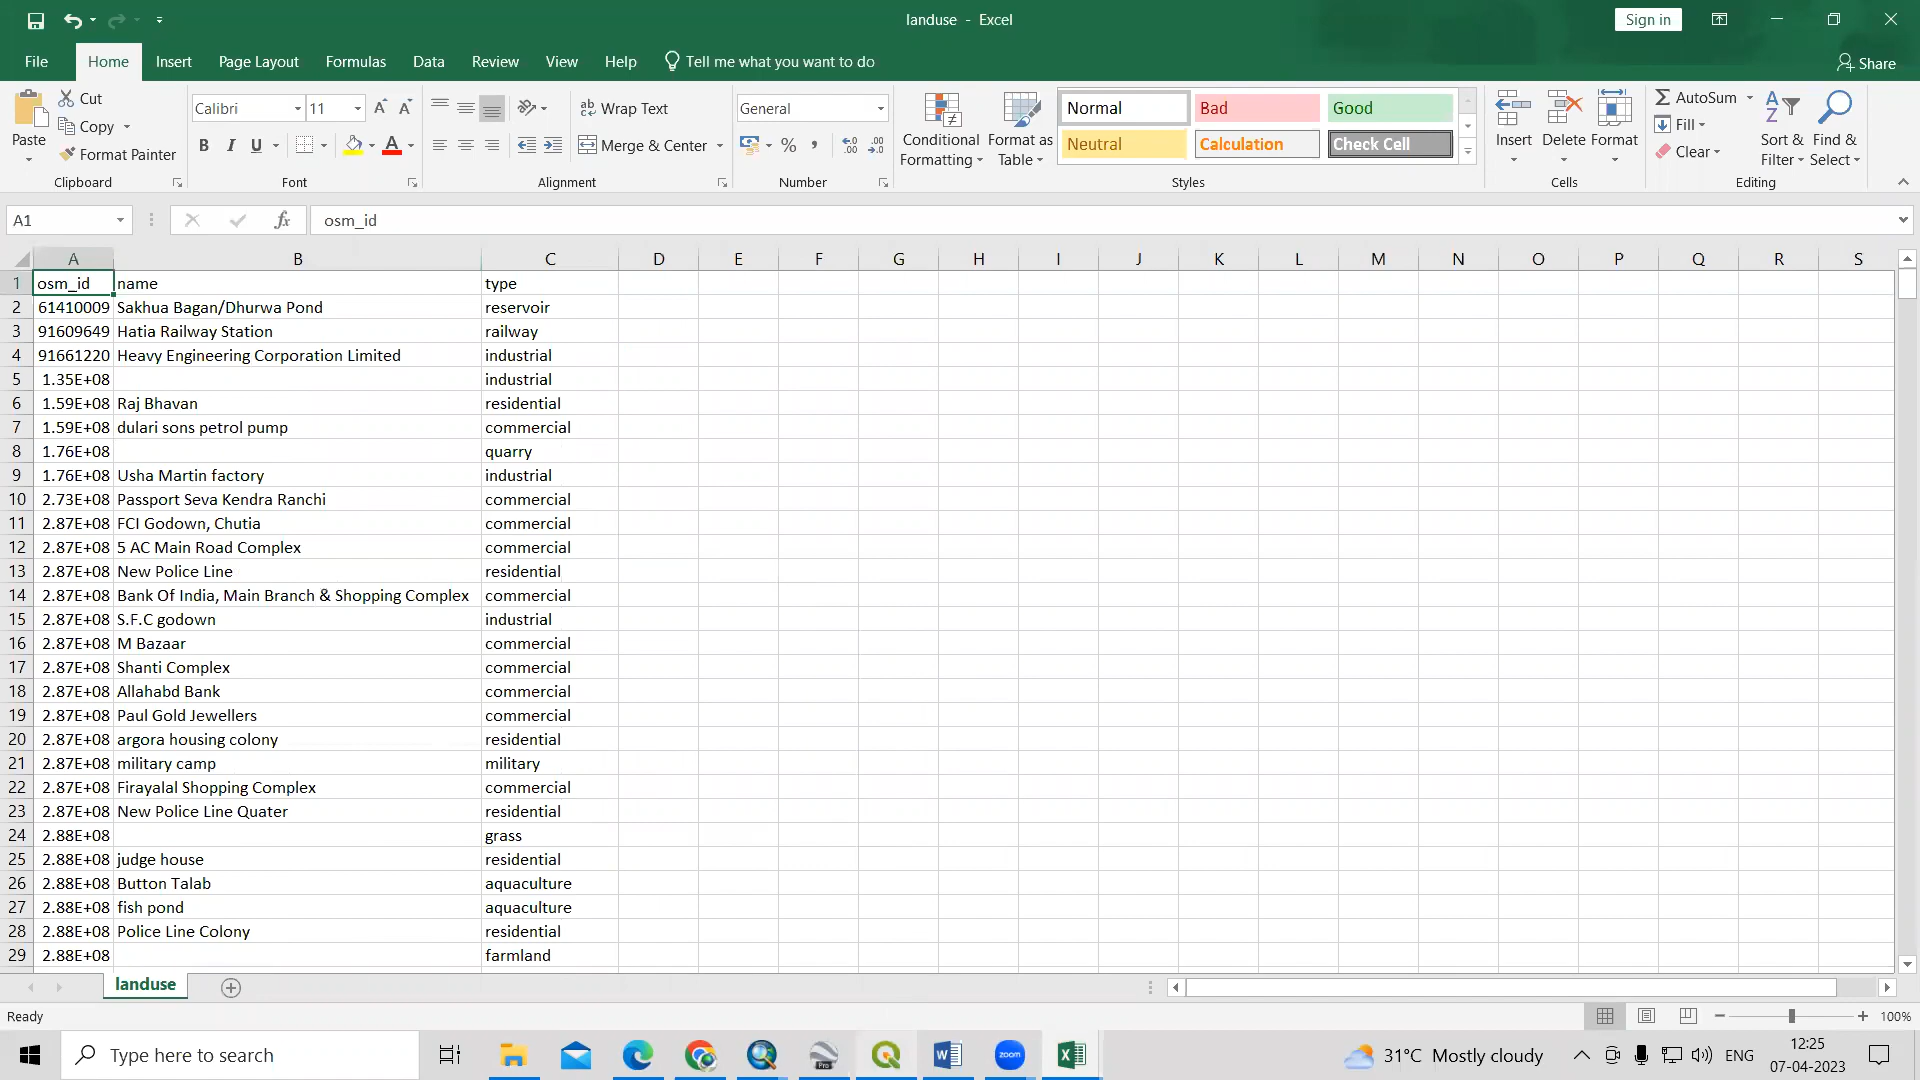 landuse - Excel
Sign in
File Home Insert Page Layout Formulas Data Review View Help Tell me what you want to do Share
Paste Cut Copy Format Painter Clipboard
Calibri 11 B I U A Font
Wrap Text Merge & Center Alignment
General % Number
Conditional Formatting Format as Table Normal Bad Good Neutral Calculation Check Cell Styles
Insert Delete Format Cells
AutoSum Fill Clear Sort & Filter Find & Select Editing
A1 fx osm_id
A B C D E F G H I J K L M N O P Q R S
1 osm_id name type
2 61410009 Sakhua Bagan/Dhurwa Pond reservoir
3 91609649 Hatia Railway Station railway
4 91661220 Heavy Engineering Corporation Limited industrial
5 1.35E+08 industrial
6 1.59E+08 Raj Bhavan residential
7 1.59E+08 dulari sons petrol pump commercial
8 1.76E+08 quarry
9 1.76E+08 Usha Martin factory industrial
10 2.73E+08 Passport Seva Kendra Ranchi commercial
11 2.87E+08 FCI Godown, Chutia commercial
12 2.87E+08 5 AC Main Road Complex commercial
13 2.87E+08 New Police Line residential
14 2.87E+08 Bank Of India, Main Branch & Shopping Complex commercial
15 2.87E+08 S.F.C godown industrial
16 2.87E+08 M Bazaar commercial
17 2.87E+08 Shanti Complex commercial
18 2.87E+08 Allahabd Bank commercial
19 2.87E+08 Paul Gold Jewellers commercial
20 2.87E+08 argora housing colony residential
21 2.87E+08 military camp military
22 2.87E+08 Firayalal Shopping Complex commercial
23 2.87E+08 New Police Line Quater residential
24 2.88E+08 grass
25 2.88E+08 judge house residential
26 2.88E+08 Button Talab aquaculture
27 2.88E+08 fish pond aquaculture
28 2.88E+08 Police Line Colony residential
29 2.88E+08 farmland
landuse
Ready 100%
Type here to search Pro zoom 31°C Mostly cloudy ENG 12:25
07-04-2023